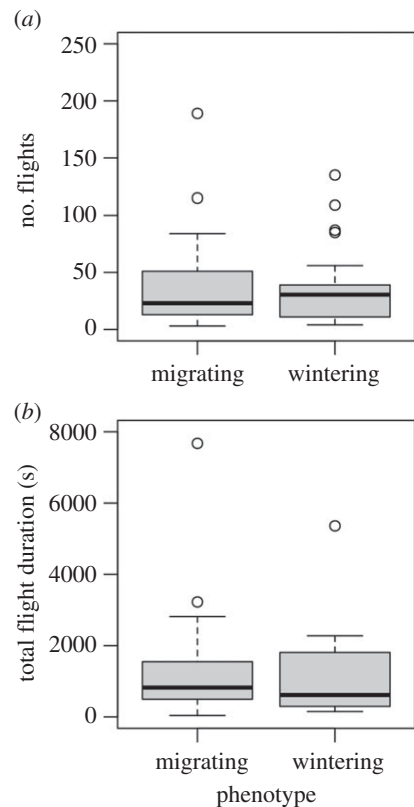 (a)
250
200
150
100
50
0
no. flights
migrating wintering
(b)
8000
6000
4000
2000
0
total flight duration (s)
migrating wintering
phenotype